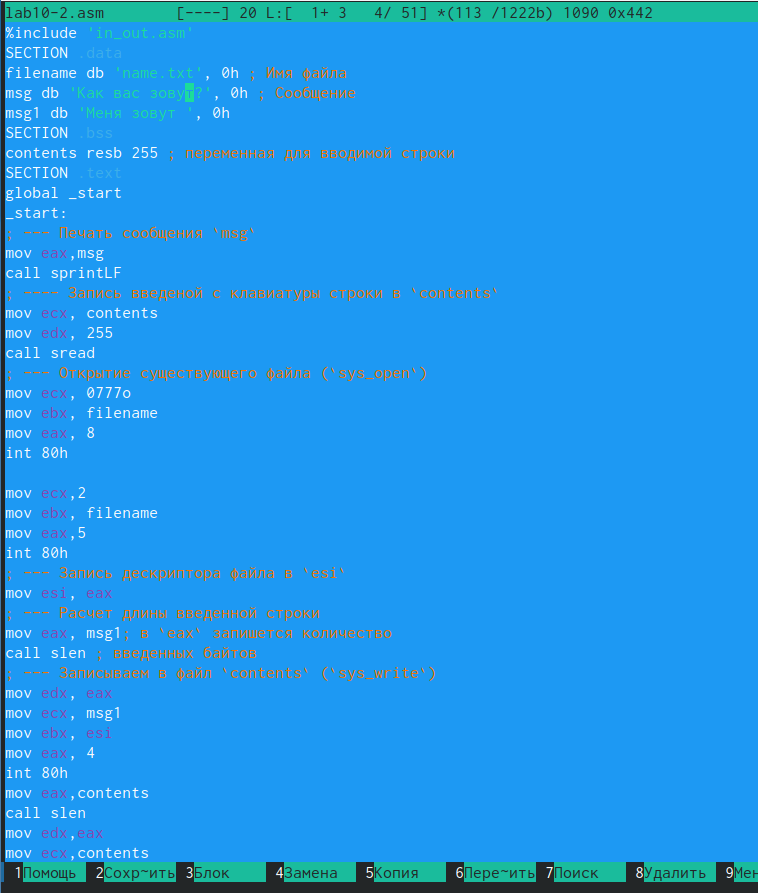 lab10-2.asm [----] 20 L:[ 1+ 3 4/ 51] *(113 /1222b) 1090 0x442
%include 'in_out.asm'
SECTION .data
filename db 'name.txt', 0h ; Имя файла
msg db 'Как вас зовут?', 0h ; Сообщение
msg1 db 'Меня зовут ', 0h
SECTION .bss
contents resb 255 ; переменная для вводимой строки
SECTION .text
global _start
_start:
; --- Печать сообщения `msg`
mov eax,msg
call sprintLF
; ---- Запись введеной с клавиатуры строки в `contents`
mov ecx, contents
mov edx, 255
call sread
; --- Открытие существующего файла (`sys_open`)
mov ecx, 0777o
mov ebx, filename
mov eax, 8
int 80h
mov ecx,2
mov ebx, filename
mov eax,5
int 80h
; --- Запись дескриптора файла в `esi`
mov esi, eax
; --- Расчет длины введенной строки
mov eax, msg1; в `eax` запишется количество
call slen ; введенных байтов
; --- Записываем в файл `contents` (`sys_write`)
mov edx, eax
mov ecx, msg1
mov ebx, esi
mov eax, 4
int 80h
mov eax,contents
call slen
mov edx,eax
mov ecx,contents
1Помощь 2Сохр~ить 3Блок 4Замена 5Копия 6Пере~ить 7Поиск 8Удалить 9Мен